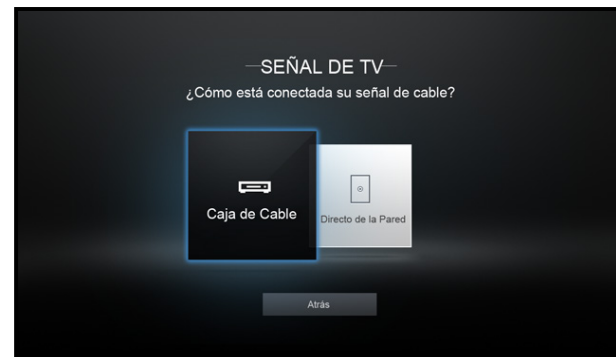 SEÑAL DE TV
¿Cómo está conectada su señal de cable?
Caja de Cable
Directo de la Pared
Atrás